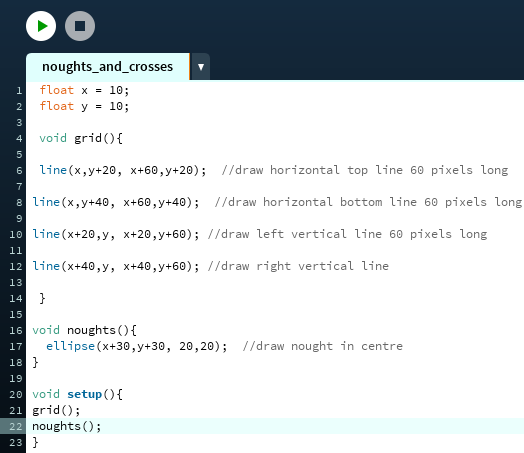 noughts_and_crosses ▼
1 float x = 10;
2 float y = 10;
3
4 void grid(){
5
6 line(x,y+20, x+60,y+20);  //draw horizontal top line 60 pixels long
7
8 line(x,y+40, x+60,y+40);  //draw horizontal bottom line 60 pixels long
9
10 line(x+20,y, x+20,y+60); //draw left vertical line 60 pixels long
11
12 line(x+40,y, x+40,y+60); //draw right vertical line
13
14 }
15
16 void noughts(){
17   ellipse(x+30,y+30, 20,20);  //draw nought in centre
18 }
19
20 void setup(){
21 grid();
22 noughts();
23 }